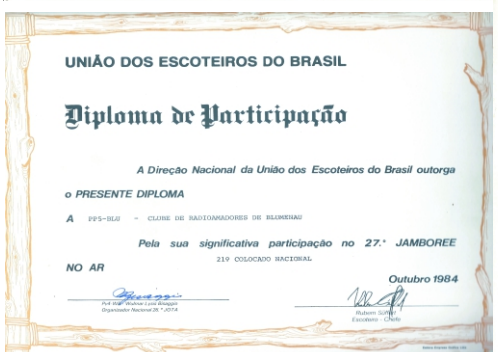 UNIÃO DOS ESCOTEIROS DO BRASIL
Diploma de Participação
A Direção Nacional da União dos Escoteiros do Brasil outorga
o PRESENTE DIPLOMA
A PP5-BLU - CLUBE DE RADIOAMADORES DE BLUMENAU
Pela sua significativa participação no 27.º JAMBOREE
219 COLOCADO NACIONAL
NO AR
Outubro 1984
Organizador Nacional 26.º JOTA
Rubem
Escoteiro - Chefe